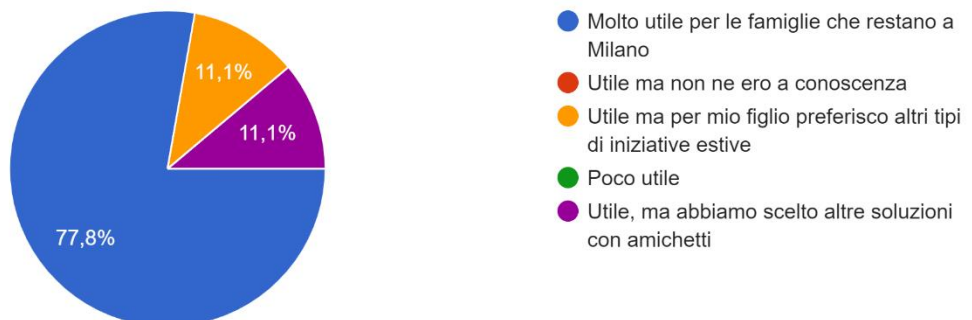 11,1%
11,1%
77,8%
Molto utile per le famiglie che restano a
Milano
Utile ma non ne ero a conoscenza
Utile ma per mio figlio preferisco altri tipi
di iniziative estive
Poco utile
Utile, ma abbiamo scelto altre soluzioni
con amichetti